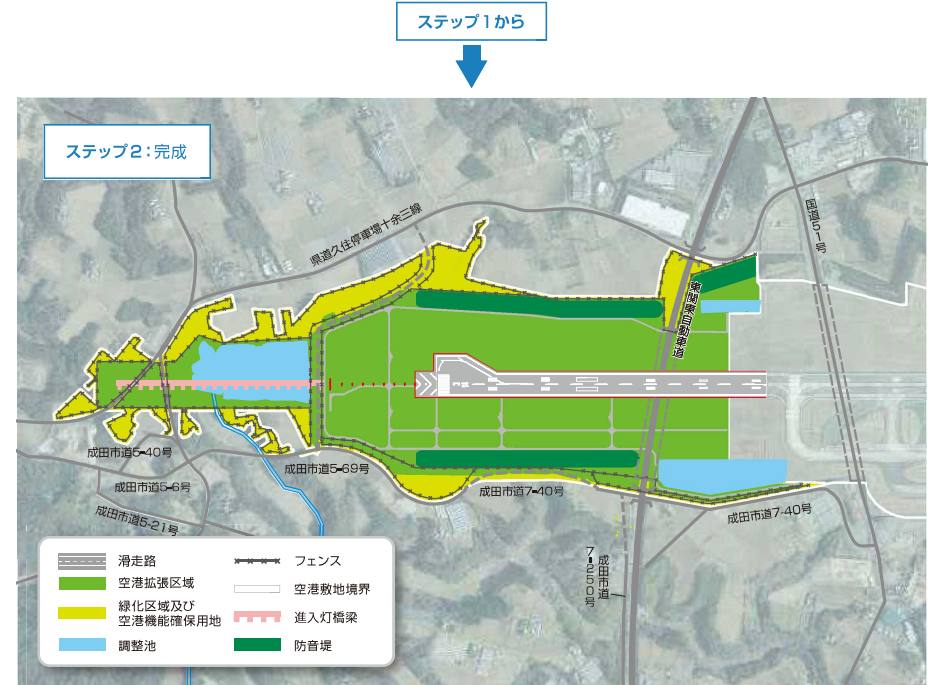 ステップ1から
ステップ2：完成
国道51号
県道久住停車場十余三線
東関東自動車道
成田市道5-40号
成田市道5-69号
成田市道5-6号
成田市道7-40号
成田市道7-40号
成田市道5-21号
成田市道
7-250号
滑走路
空港拡張区域
緑化区域及び
空港機能確保用地
調整池
フェンス
空港敷地境界
進入灯橋梁
防音堤